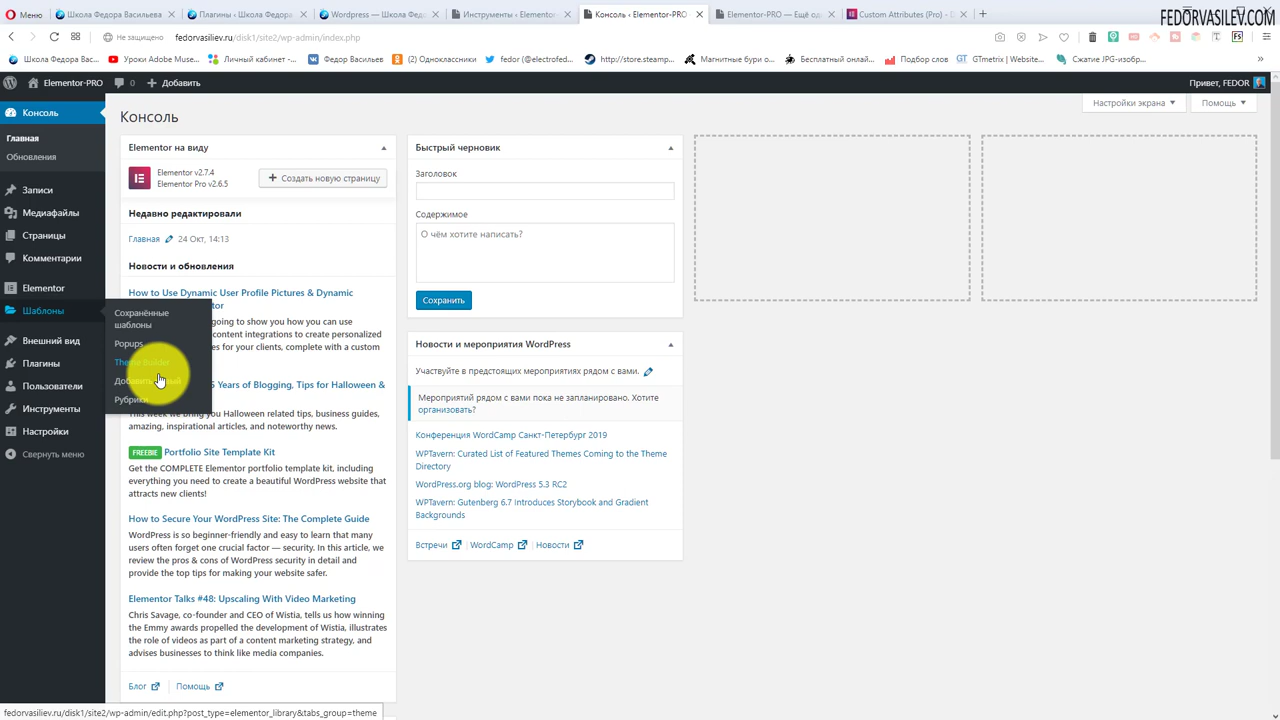 Меню
Школа Федора Васильева
Плагины ‹ Школа Федор
Wordpress — Школа Фед
Инструменты ‹ Elementor
Консоль ‹ Elementor-PRO
Elementor-PRO — Ещё од
Custom Attributes (Pro) - D
FEDORVASILEV.COM
Не защищено
fedorvasiliev.ru/disk1/site2/wp-admin/index.php
Школа Федора Васи...
Уроки Adobe Muse...
Личный кабинет -...
Федор Васильев
(2) Одноклассники
fedor (@electrofed...
http://store.steamp...
Магнитные бури о...
Бесплатный онлай...
Подбор слов
GTmetrix | Website...
Сжатие JPG-изобр...
Elementor-PRO
0
Добавить
Привет, FEDOR
Консоль
Главная
Обновления
Записи
Медиафайлы
Страницы
Комментарии
Elementor
Шаблоны
Внешний вид
Плагины
Пользователи
Инструменты
Настройки
Свернуть меню
Сохранённые
шаблоны
Popups
Theme Builder
Рубрики
Настройки экрана
Помощь
Консоль
Elementor на виду
Elementor v2.7.4
Elementor Pro v2.6.5
Создать новую страницу
Недавно редактировали
Главная
24 Окт, 14:13
Новости и обновления
How to Use Dynamic User Profile Pictures & Dynamic
going to show you how you can use
content integrations to create personalized
for your clients, complete with a custom
Years of Blogging, Tips for Halloween &
This week we bring you Halloween related tips, business guides,
amazing, inspirational articles, and noteworthy news.
FREEBIE Portfolio Site Template Kit
Get the COMPLETE Elementor portfolio template kit, including
everything you need to create a beautiful WordPress website that
attracts new clients!
How to Secure Your WordPress Site: The Complete Guide
WordPress is so beginner-friendly and easy to learn that many
users often forget one crucial factor — security. In this article, we
review the pros & cons of WordPress security in detail and
provide the top tips for making your website safer.
Elementor Talks #48: Upscaling With Video Marketing
Chris Savage, co-founder and CEO of Wistia, tells us how winning
the Emmy awards propelled the development of Wistia, illustrates
the role of videos as part of a content marketing strategy, and
advises businesses to think like media companies.
Блог
Помощь
Быстрый черновик
Заголовок
Содержимое
О чём хотите написать?
Сохранить
Новости и мероприятия WordPress
Участвуйте в предстоящих мероприятиях рядом с вами.
Мероприятий рядом с вами пока не запланировано. Хотите
организовать?
Конференция WordCamp Санкт-Петербург 2019
WPTavern: Curated List of Featured Themes Coming to the Theme
Directory
WordPress.org blog: WordPress 5.3 RC2
WPTavern: Gutenberg 6.7 Introduces Storybook and Gradient
Backgrounds
Встречи
WordCamp
Новости
fedorvasiliev.ru/disk1/site2/wp-admin/edit.php?post_type=elementor_library&tabs_group=theme